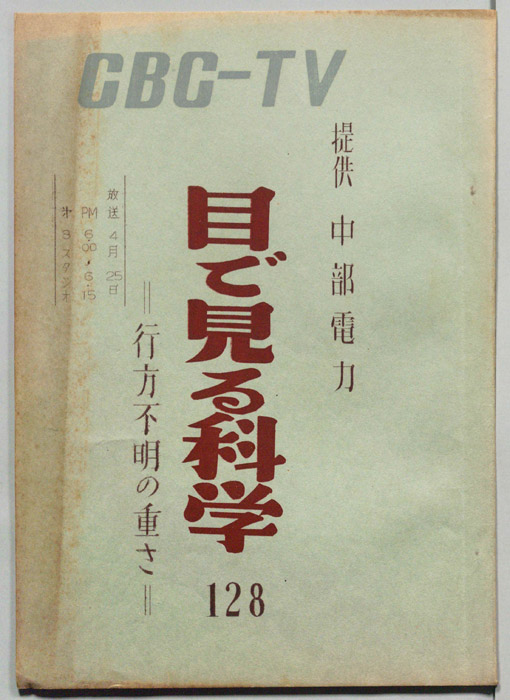 CBC-TV
提供 中部電力
目で見る科学
128
＝行方不明の重さ＝
放送 4月 25日
PM 6.00,6.15
オ 3スタジオ